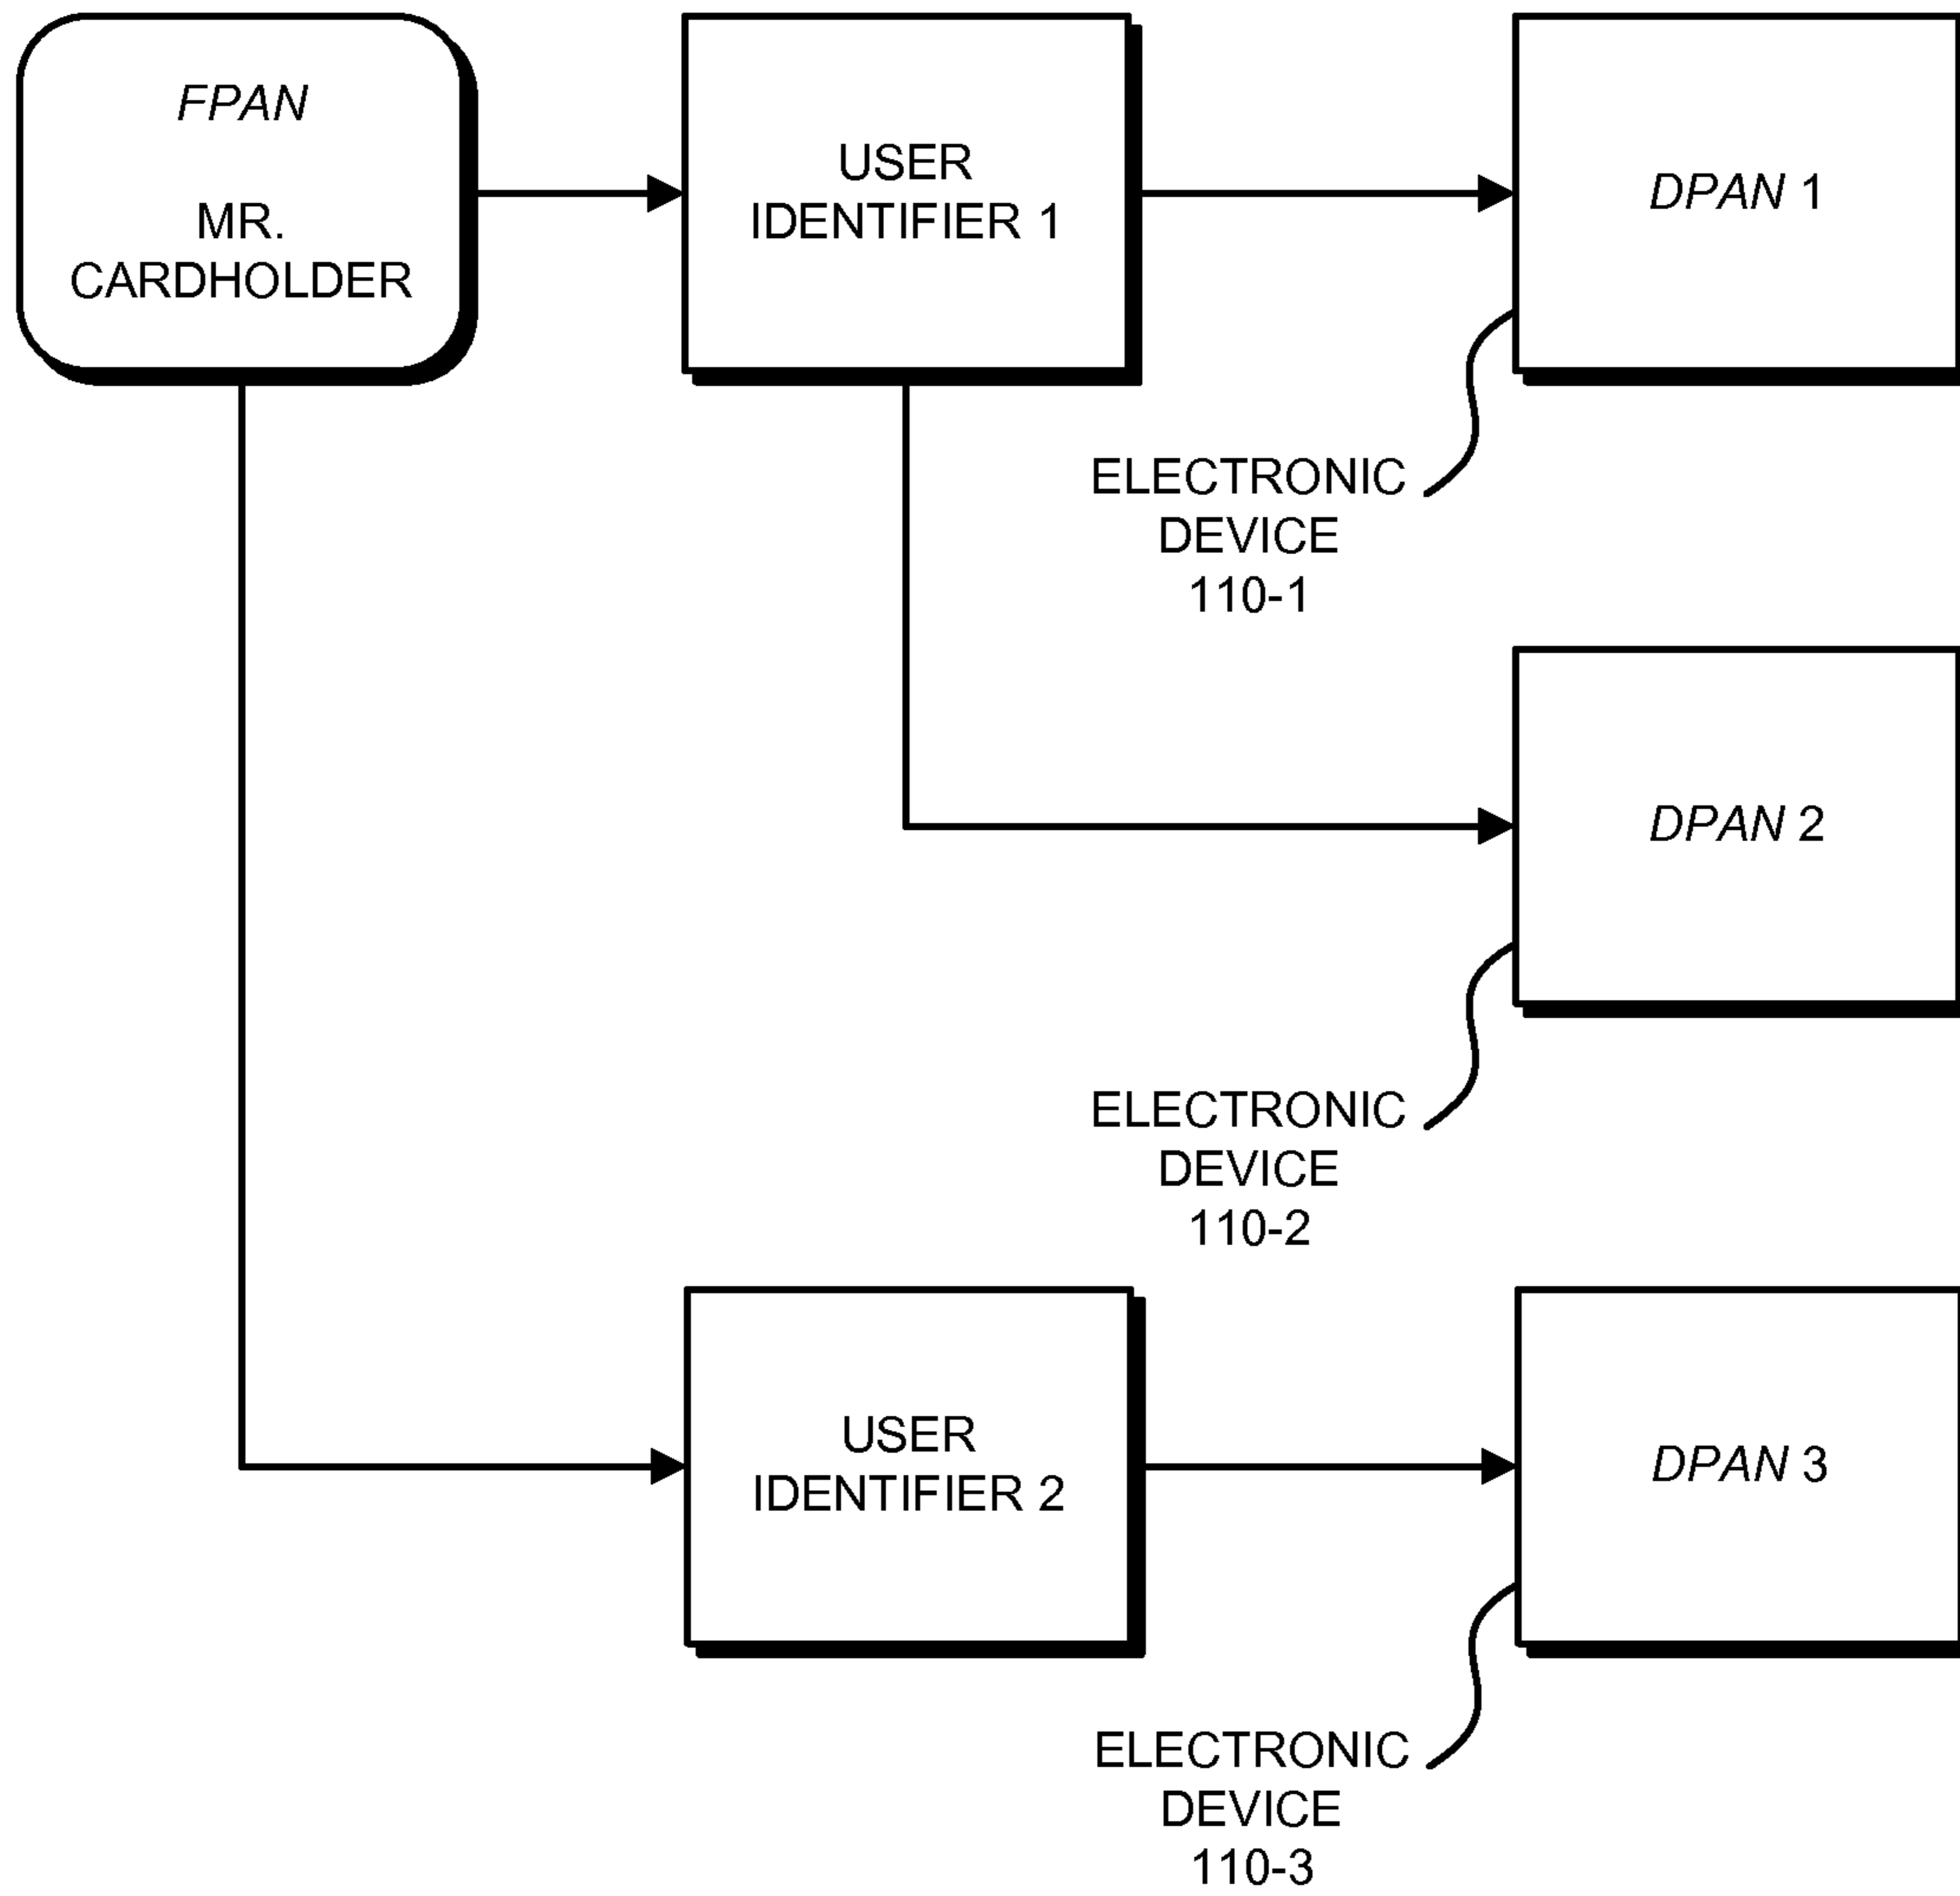 FPAN
MR.
CARDHOLDER
USER
IDENTIFIER 1
DPAN 1
ELECTRONIC
DEVICE
110-1
DPAN 2
ELECTRONIC
DEVICE
110-2
USER
IDENTIFIER 2
DPAN 3
ELECTRONIC
DEVICE
110-3